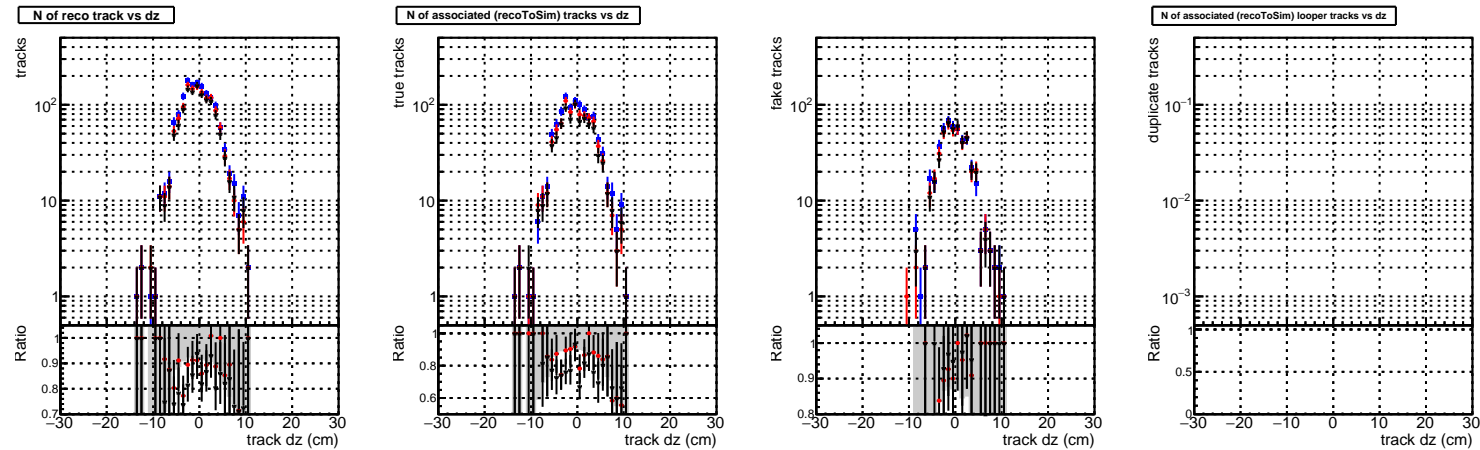 N of reco track vs dz
tracks
10²
10
1
Ratio
1
0.9
0.8
0.7
−30 −20 −10 0 10 20 30
track dz (cm)
N of associated (recoToSim) tracks vs dz
true tracks
10²
10
1
Ratio
1
0.8
0.6
−30 −20 −10 0 10 20 30
track dz (cm)
fake tracks
10²
10
1
Ratio
1
0.9
0.8
−30 −20 −10 0 10 20 30
track dz (cm)
N of associated (recoToSim) looper tracks vs dz
duplicate tracks
10⁻¹
10⁻²
10⁻³
Ratio
1
0.5
0
−30 −20 −10 0 10 20 30
track dz (cm)